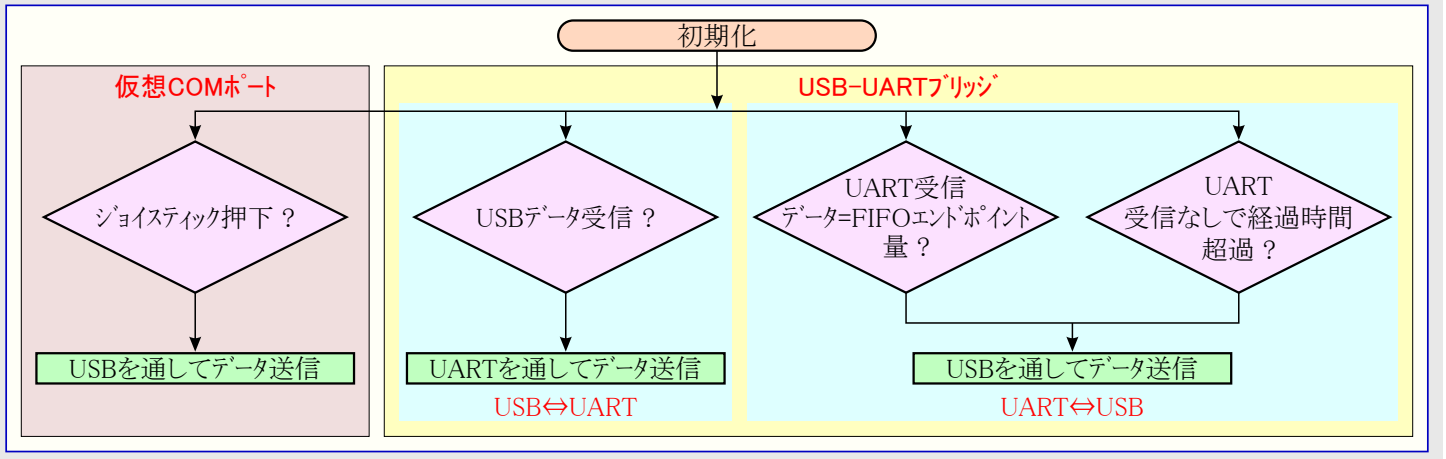 初期化
仮想COMﾎﾟｰﾄ
USB-UARTﾌﾞﾘｯｼﾞ
ｼﾞｮｲｽﾃｨｯｸ押下 ?
USBﾃﾞｰﾀ受信 ?
UART受信
ﾃﾞｰﾀ=FIFOｴﾝﾄﾞﾎﾟｲﾝﾄ
量 ?
UART
受信なしで経過時間
超過 ?
USBを通してﾃﾞｰﾀ送信
UARTを通してﾃﾞｰﾀ送信
USBを通してﾃﾞｰﾀ送信
USB⇔UART
UART⇔USB